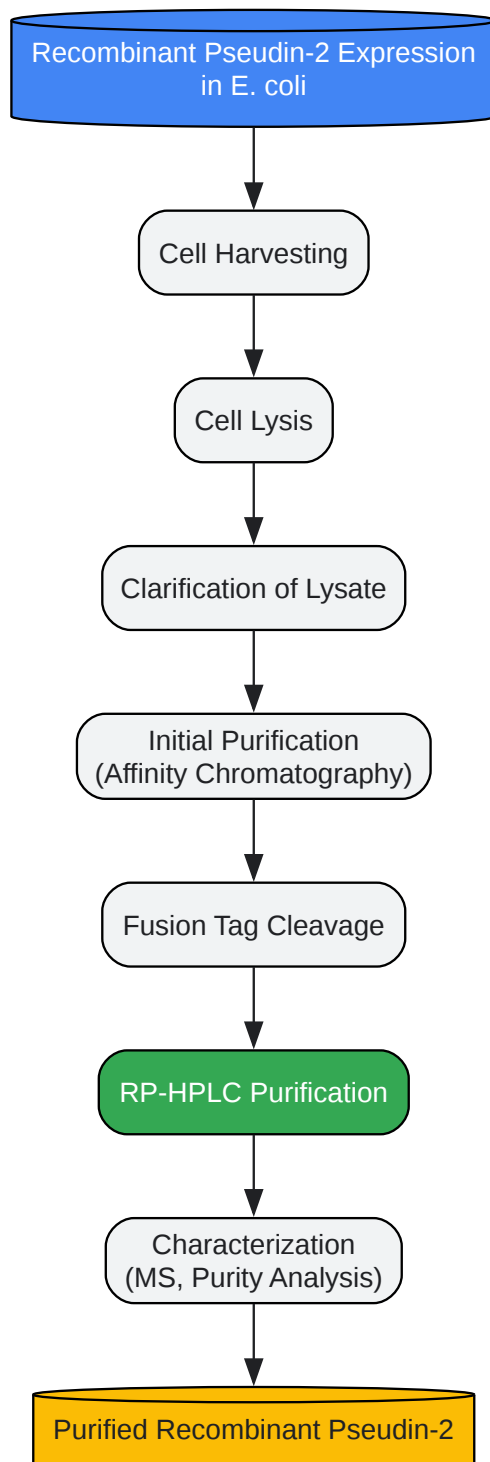 Recombinant Pseudin-2 Expression
in E. coli
Cell Harvesting
Cell Lysis
Clarification of Lysate
Initial Purification
(Affinity Chromatography)
Fusion Tag Cleavage
RP-HPLC Purification
Characterization
(MS, Purity Analysis)
Purified Recombinant Pseudin-2